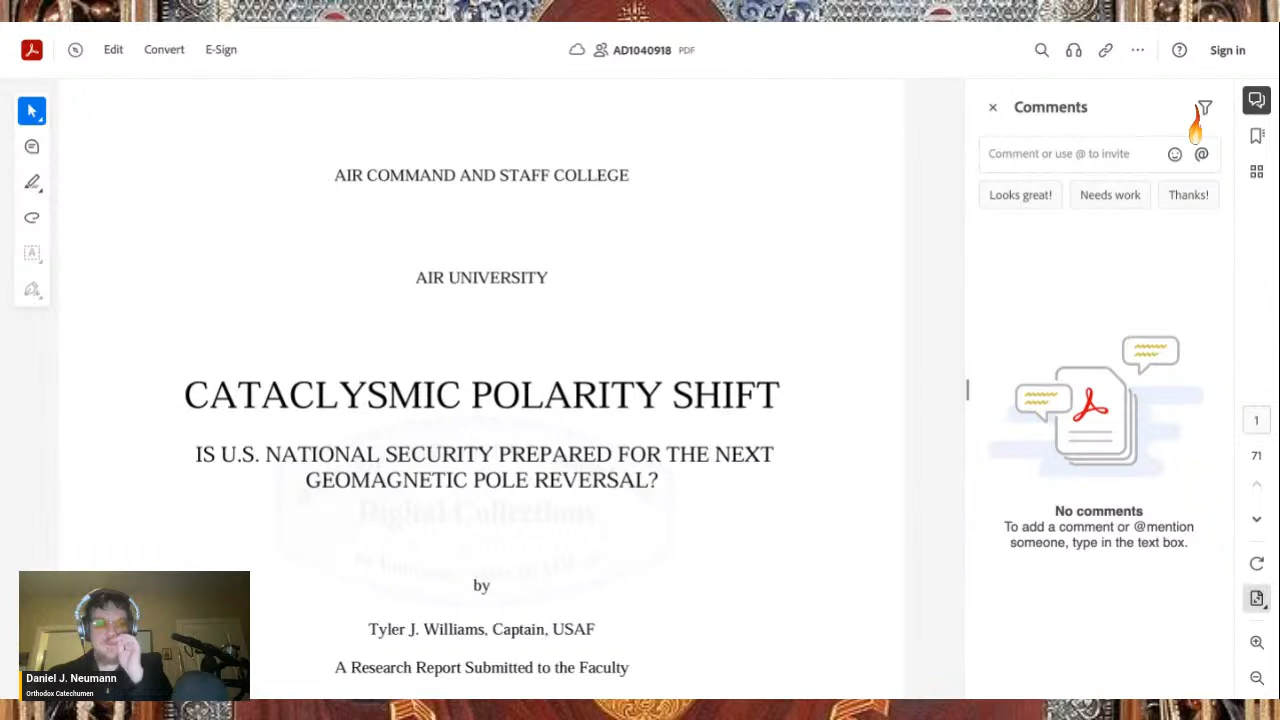 Edit Convert E-Sign AD1040918 PDF Sign in
AIR COMMAND AND STAFF COLLEGE
AIR UNIVERSITY
CATACLYSMIC POLARITY SHIFT
IS U.S. NATIONAL SECURITY PREPARED FOR THE NEXT
GEOMAGNETIC POLE REVERSAL?
Digital Collections
by
Tyler J. Williams, Captain, USAF
A Research Report Submitted to the Faculty
Comments
Comment or use @ to invite @
Looks great! Needs work Thanks!
No comments
To add a comment or @mention
someone, type in the text box.
1
71
Daniel J. Neumann
Orthodox Catechumen